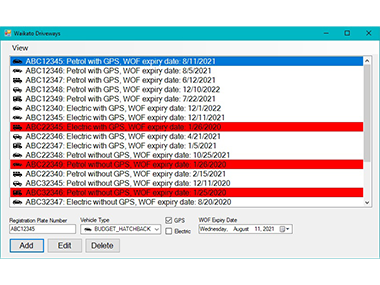 Waikato Driveways
View
ABC12345: Petrol with GPS, WOF expiry date: 8/11/2021
ABC12346: Petrol with GPS, WOF expiry date: 8/5/2021
ABC12347: Petrol with GPS, WOF expiry date: 6/12/2021
ABC12348: Petrol with GPS, WOF expiry date: 12/10/2022
ABC12349: Petrol with GPS, WOF expiry date: 7/22/2021
ABC12340: Electric with GPS, WOF expiry date: 12/1/2021
ABC22345: Electric with GPS, WOF expiry date: 12/11/2021
ABC32345: Electric with GPS, WOF expiry date: 1/26/2020
ABC22346: Electric with GPS, WOF expiry date: 4/21/2021
ABC22347: Electric with GPS, WOF expiry date: 1/5/2021
ABC22348: Petrol without GPS, WOF expiry date: 10/25/2021
ABC22349: Petrol without GPS, WOF expiry date: 1/26/2020
ABC22340: Petrol without GPS, WOF expiry date: 2/15/2021
ABC12335: Petrol without GPS, WOF expiry date: 12/11/2020
ABC32346: Petrol without GPS, WOF expiry date: 1/25/2020
ABC32347: Electric without GPS, WOF expiry date: 8/20/2020
Registration Plate Number
Vehicle Type
GPS
WOF Expiry Date
ABC12345
BUDGET_HATCHBACK
Electric
Wednesday, August 11, 2021
Add
Edit
Delete